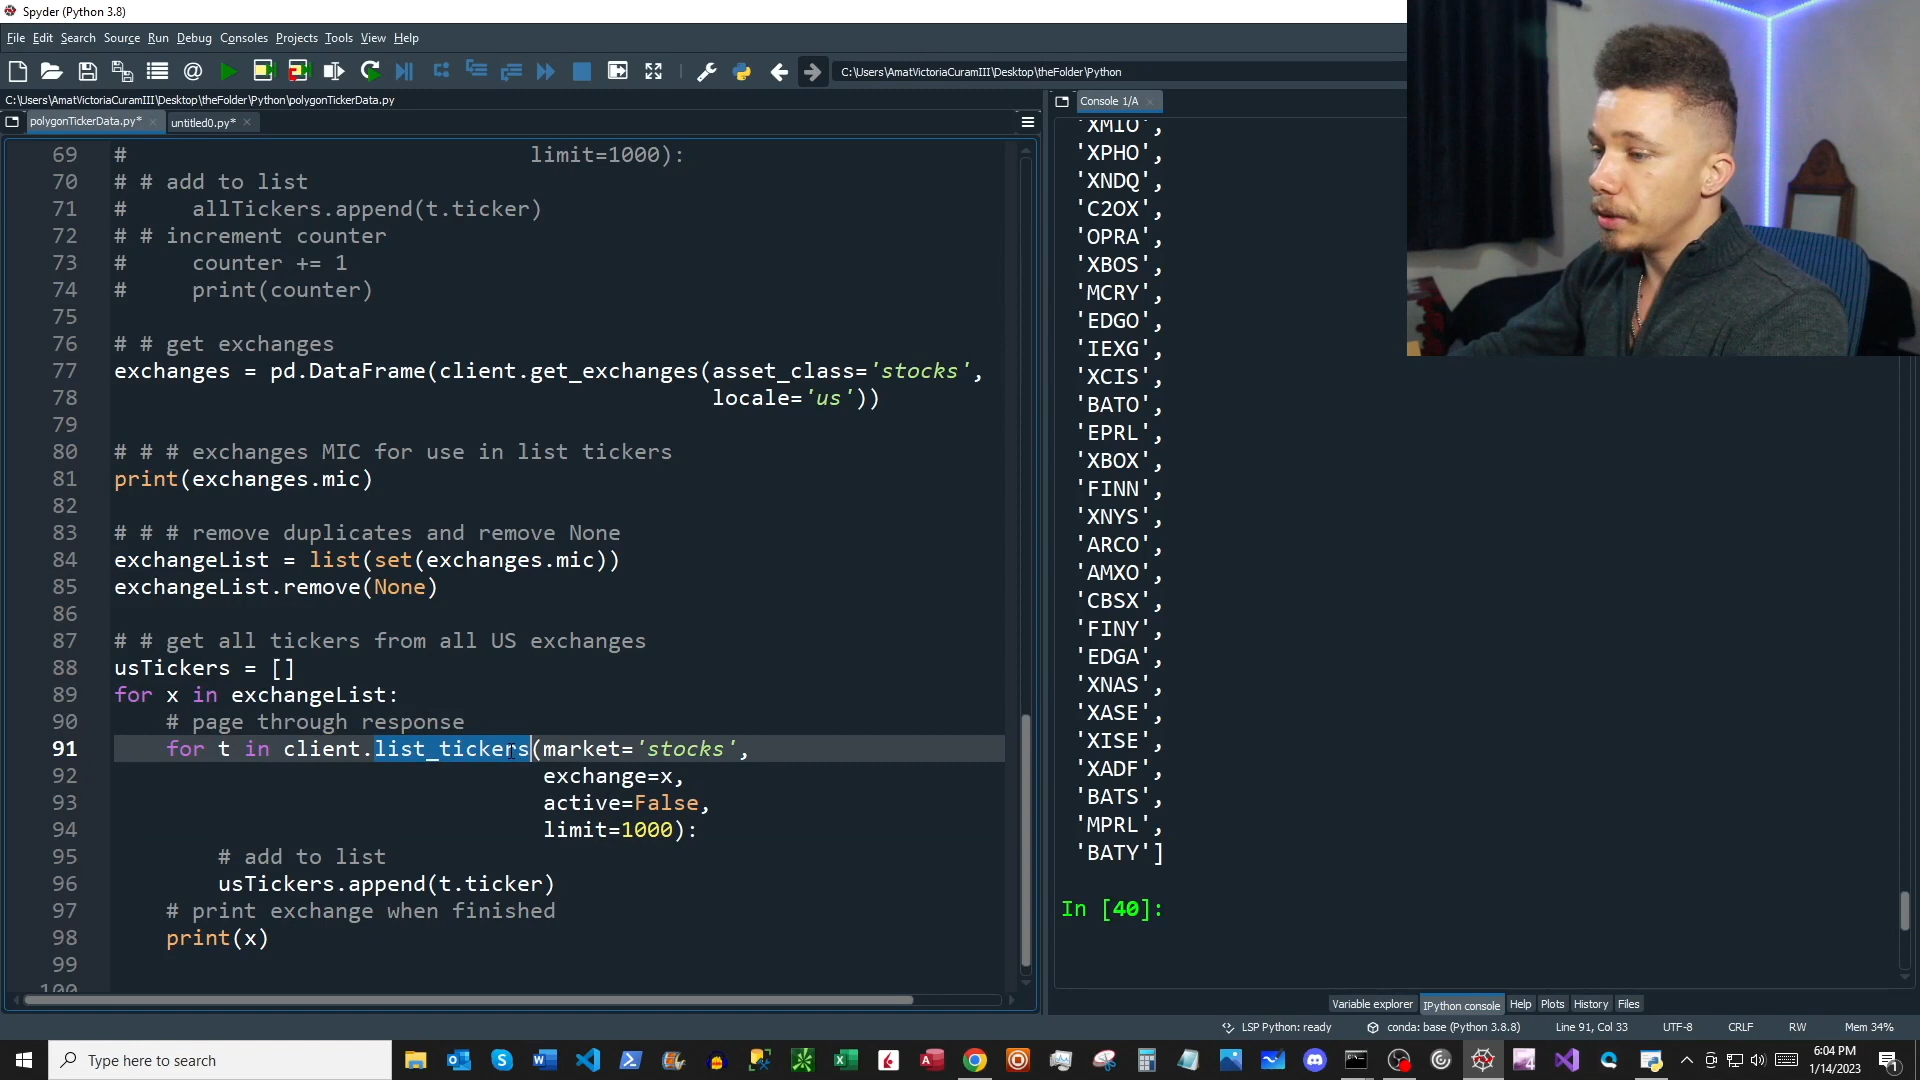 Spyder (Python 3.8)
File Edit Search Source Run Debug Consoles Projects Tools View Help
C:\Users\AmatVictoriaCuramIII\Desktop\theFolder\Python
C:\Users\AmatVictoriaCuramIII\Desktop\theFolder\Python\polygonTickerData.py
polygonTickerData.py*
untitled0.py*
69 # limit=1000):
70 # # add to list
71 # allTickers.append(t.ticker)
72 # # increment counter
73 # counter += 1
74 # print(counter)
75
76 # # get exchanges
77 exchanges = pd.DataFrame(client.get_exchanges(asset_class='stocks',
78 locale='us'))
79
80 # # # exchanges MIC for use in list tickers
81 print(exchanges.mic)
82
83 # # # remove duplicates and remove None
84 exchangeList = list(set(exchanges.mic))
85 exchangeList.remove(None)
86
87 # # get all tickers from all US exchanges
88 usTickers = []
89 for x in exchangeList:
90 # page through response
91 for t in client.list_tickers(market='stocks',
92 exchange=x,
93 active=False,
94 limit=1000):
95 # add to list
96 usTickers.append(t.ticker)
97 # print exchange when finished
98 print(x)
99
100
Console 1/A
'XMIO',
'XPHO',
'XNDQ',
'C2OX',
'OPRA',
'XBOS',
'MCRY',
'EDGO',
'IEXG',
'XCIS',
'BATO',
'EPRL',
'XBOX',
'FINN',
'XNYS',
'ARCO',
'AMXO',
'CBSX',
'FINY',
'EDGA',
'XNAS',
'XASE',
'XISE',
'XADF',
'BATS',
'MPRL',
'BATY']
In [40]:
Variable explorer IPython console Help Plots History Files
LSP Python: ready conda: base (Python 3.8.8) Line 91, Col 33 UTF-8 CRLF RW Mem 34%
Type here to search
6:04 PM
1/14/2023
1